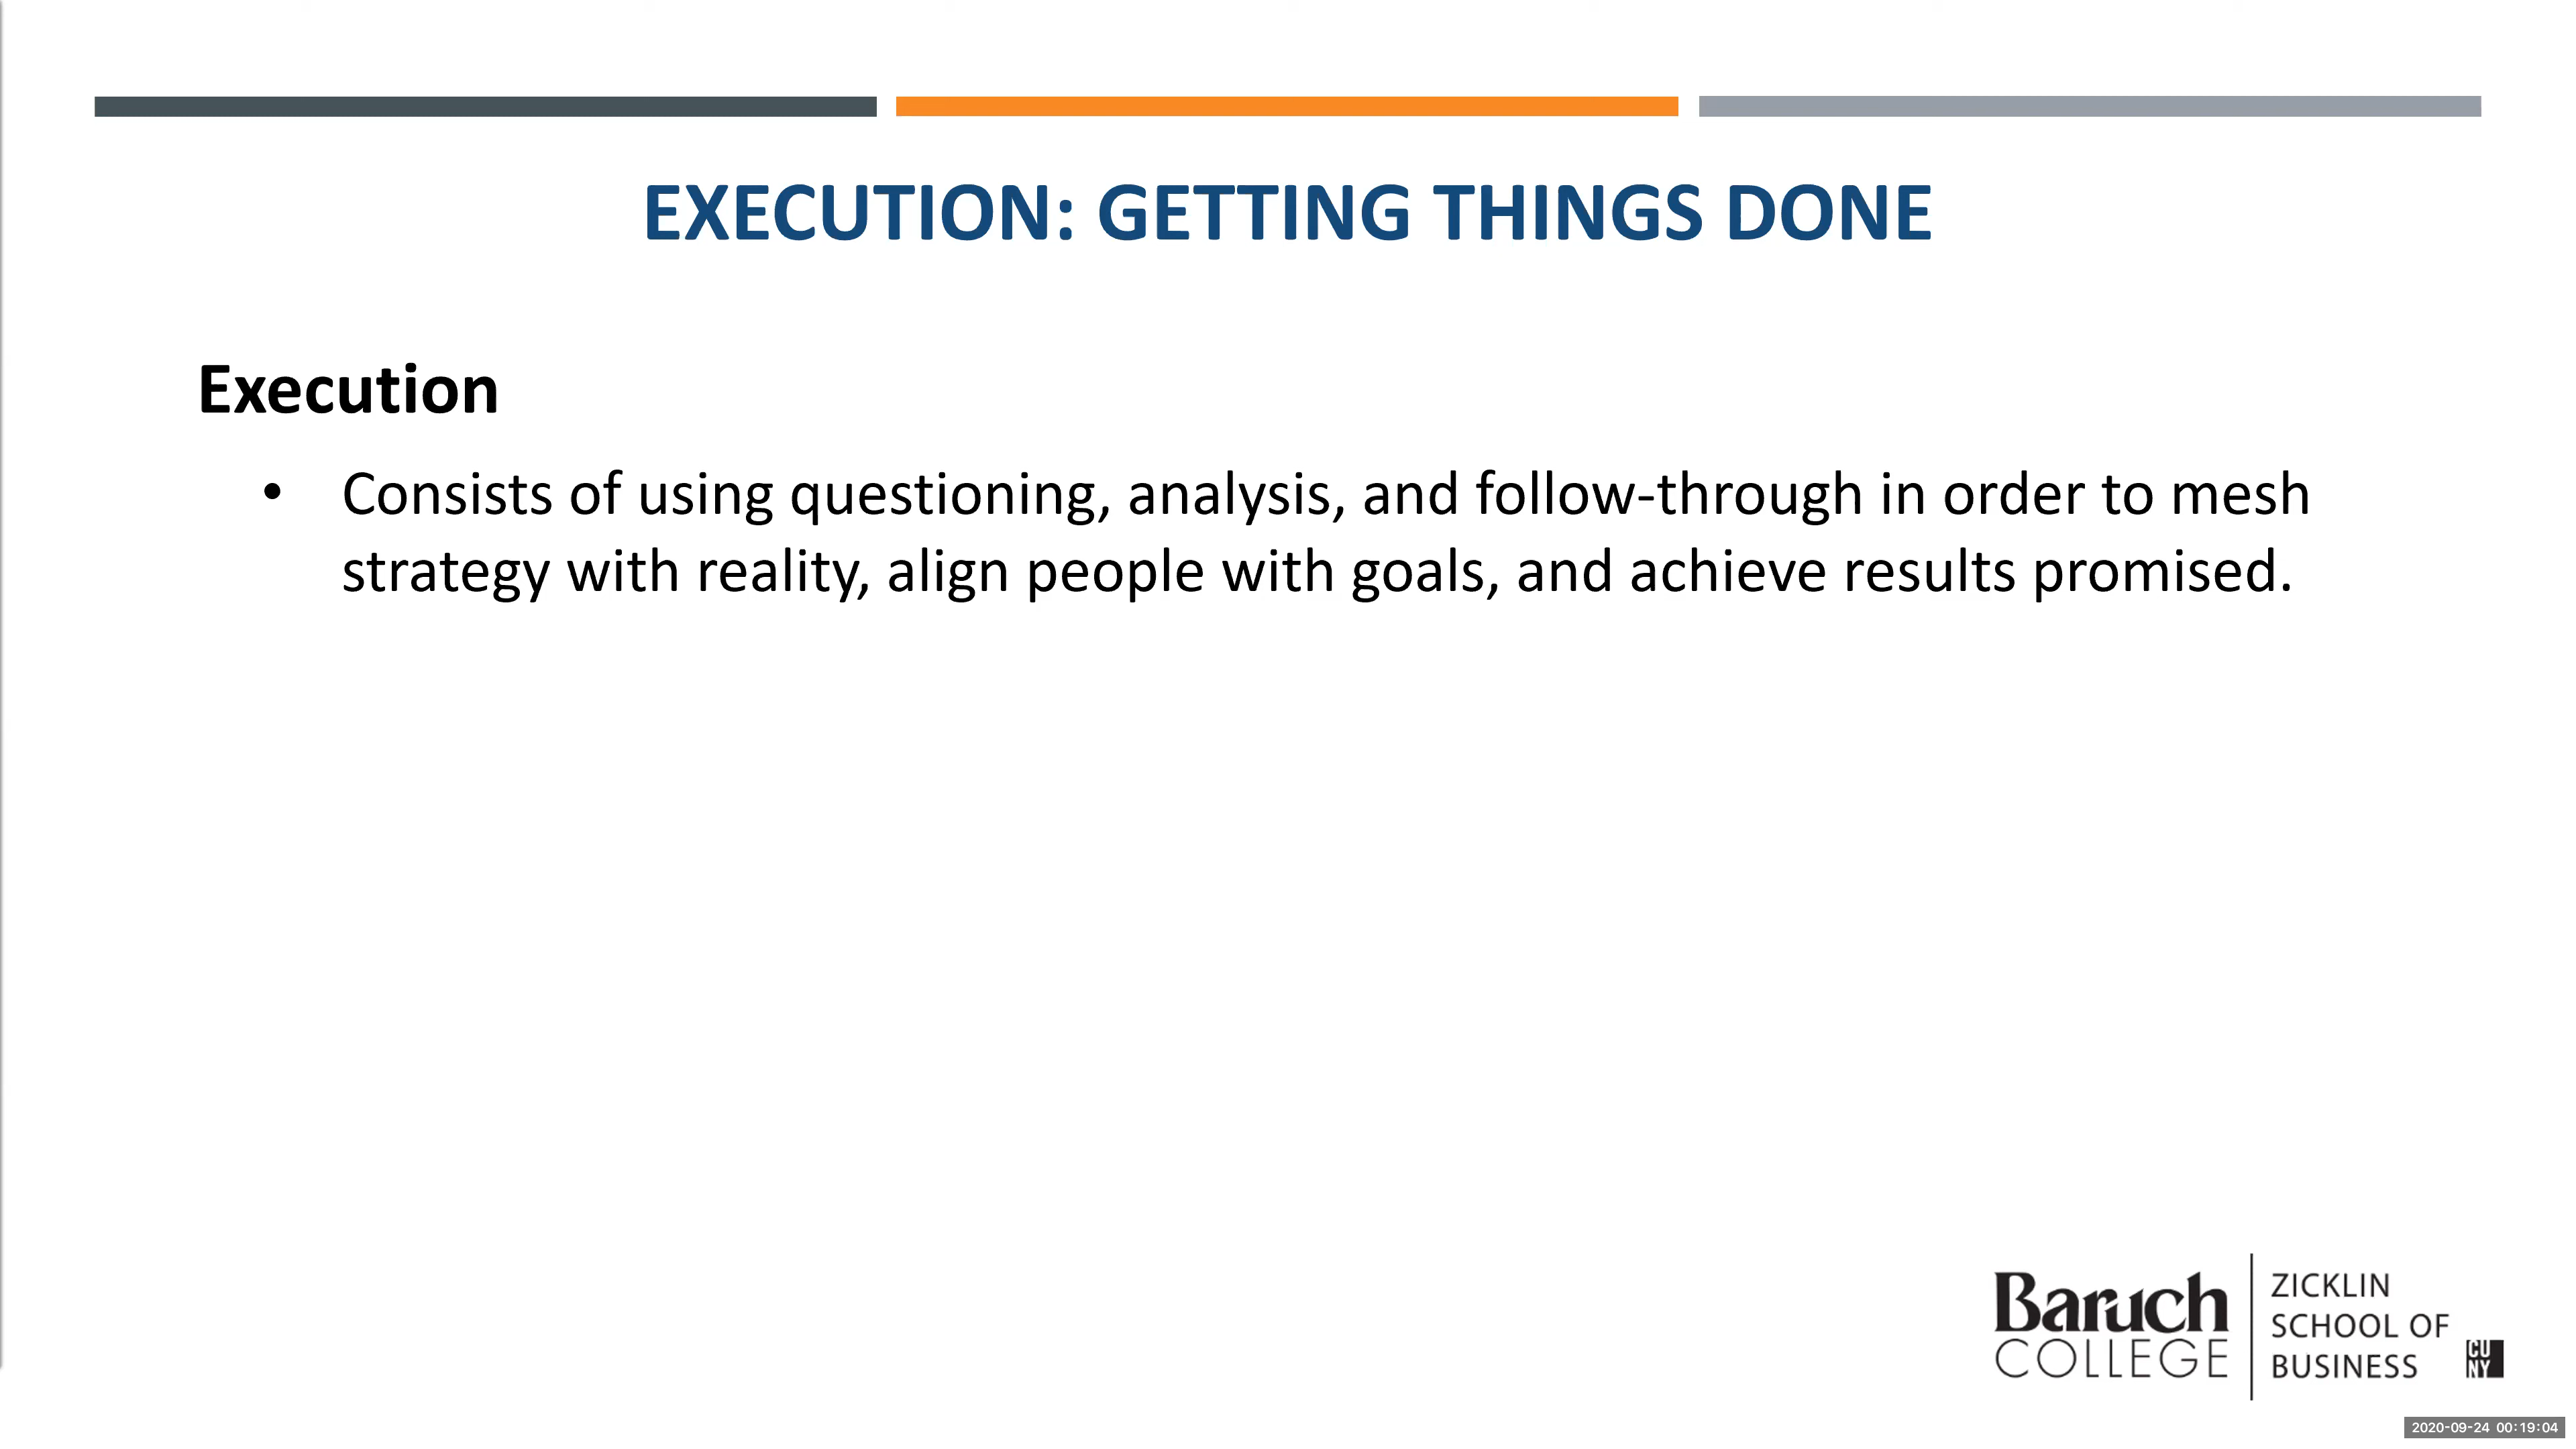 EXECUTION: GETTING THINGS DONE
Execution
• Consists of using questioning, analysis, and follow-through in order to mesh
strategy with reality, align people with goals, and achieve results promised.
Baruch
COLLEGE
ZICKLIN
SCHOOL OF
BUSINESS
CU
NY
2020-09-24 00:19:04